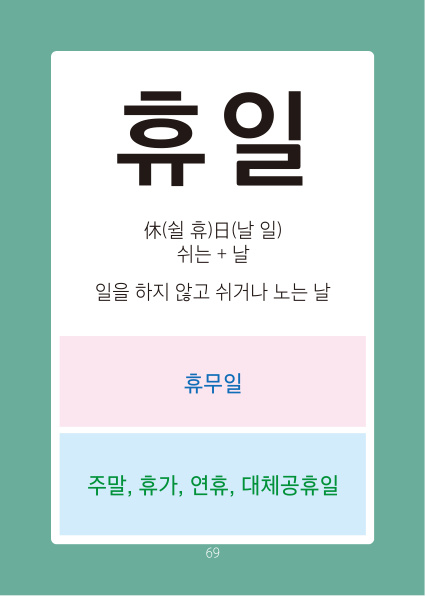 휴일
休(쉴 휴)日(날 일)
쉬는 + 날
일을 하지 않고 쉬거나 노는 날
휴무일
주말, 휴가, 연휴, 대체공휴일
69